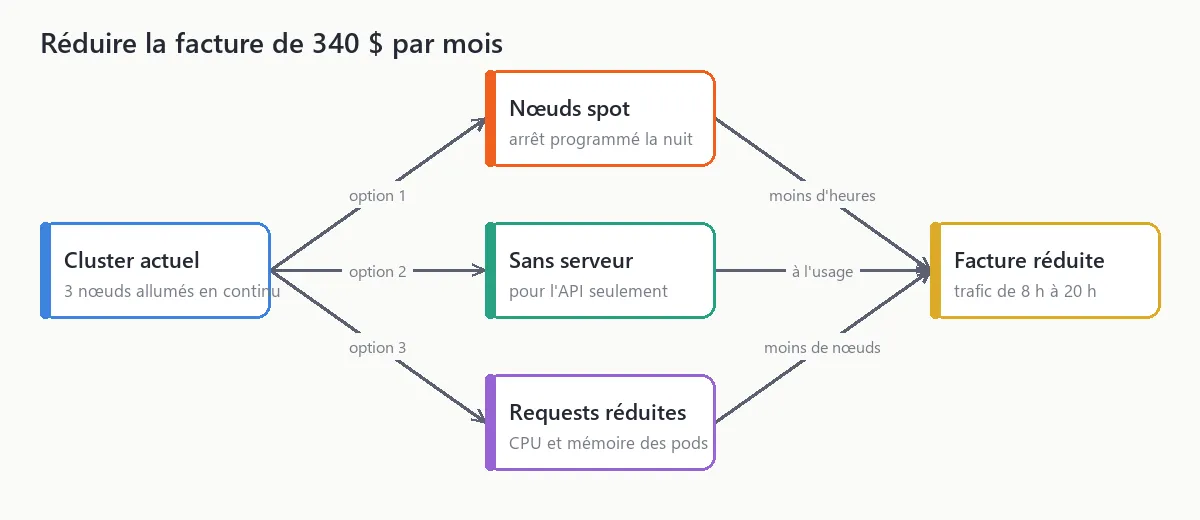 Réduire la facture de 340 $ par mois
Nœuds spot
arrêt programmé la nuit
option 1
moins d'heures
Cluster actuel
3 nœuds allumés en continu
option 2
Sans serveur
pour l'API seulement
à l'usage
Facture réduite
trafic de 8 h à 20 h
option 3
moins de nœuds
Requests réduites
CPU et mémoire des pods